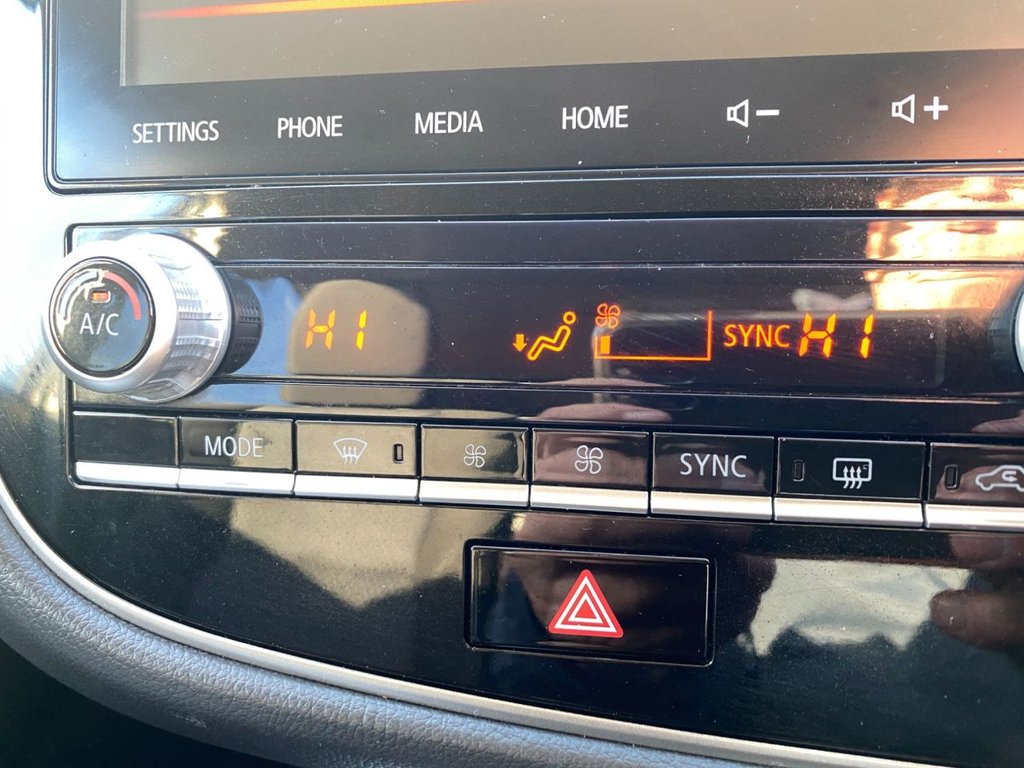 SETTINGS PHONE MEDIA HOME - +
A/C HI SYNC HI
MODE SYNC